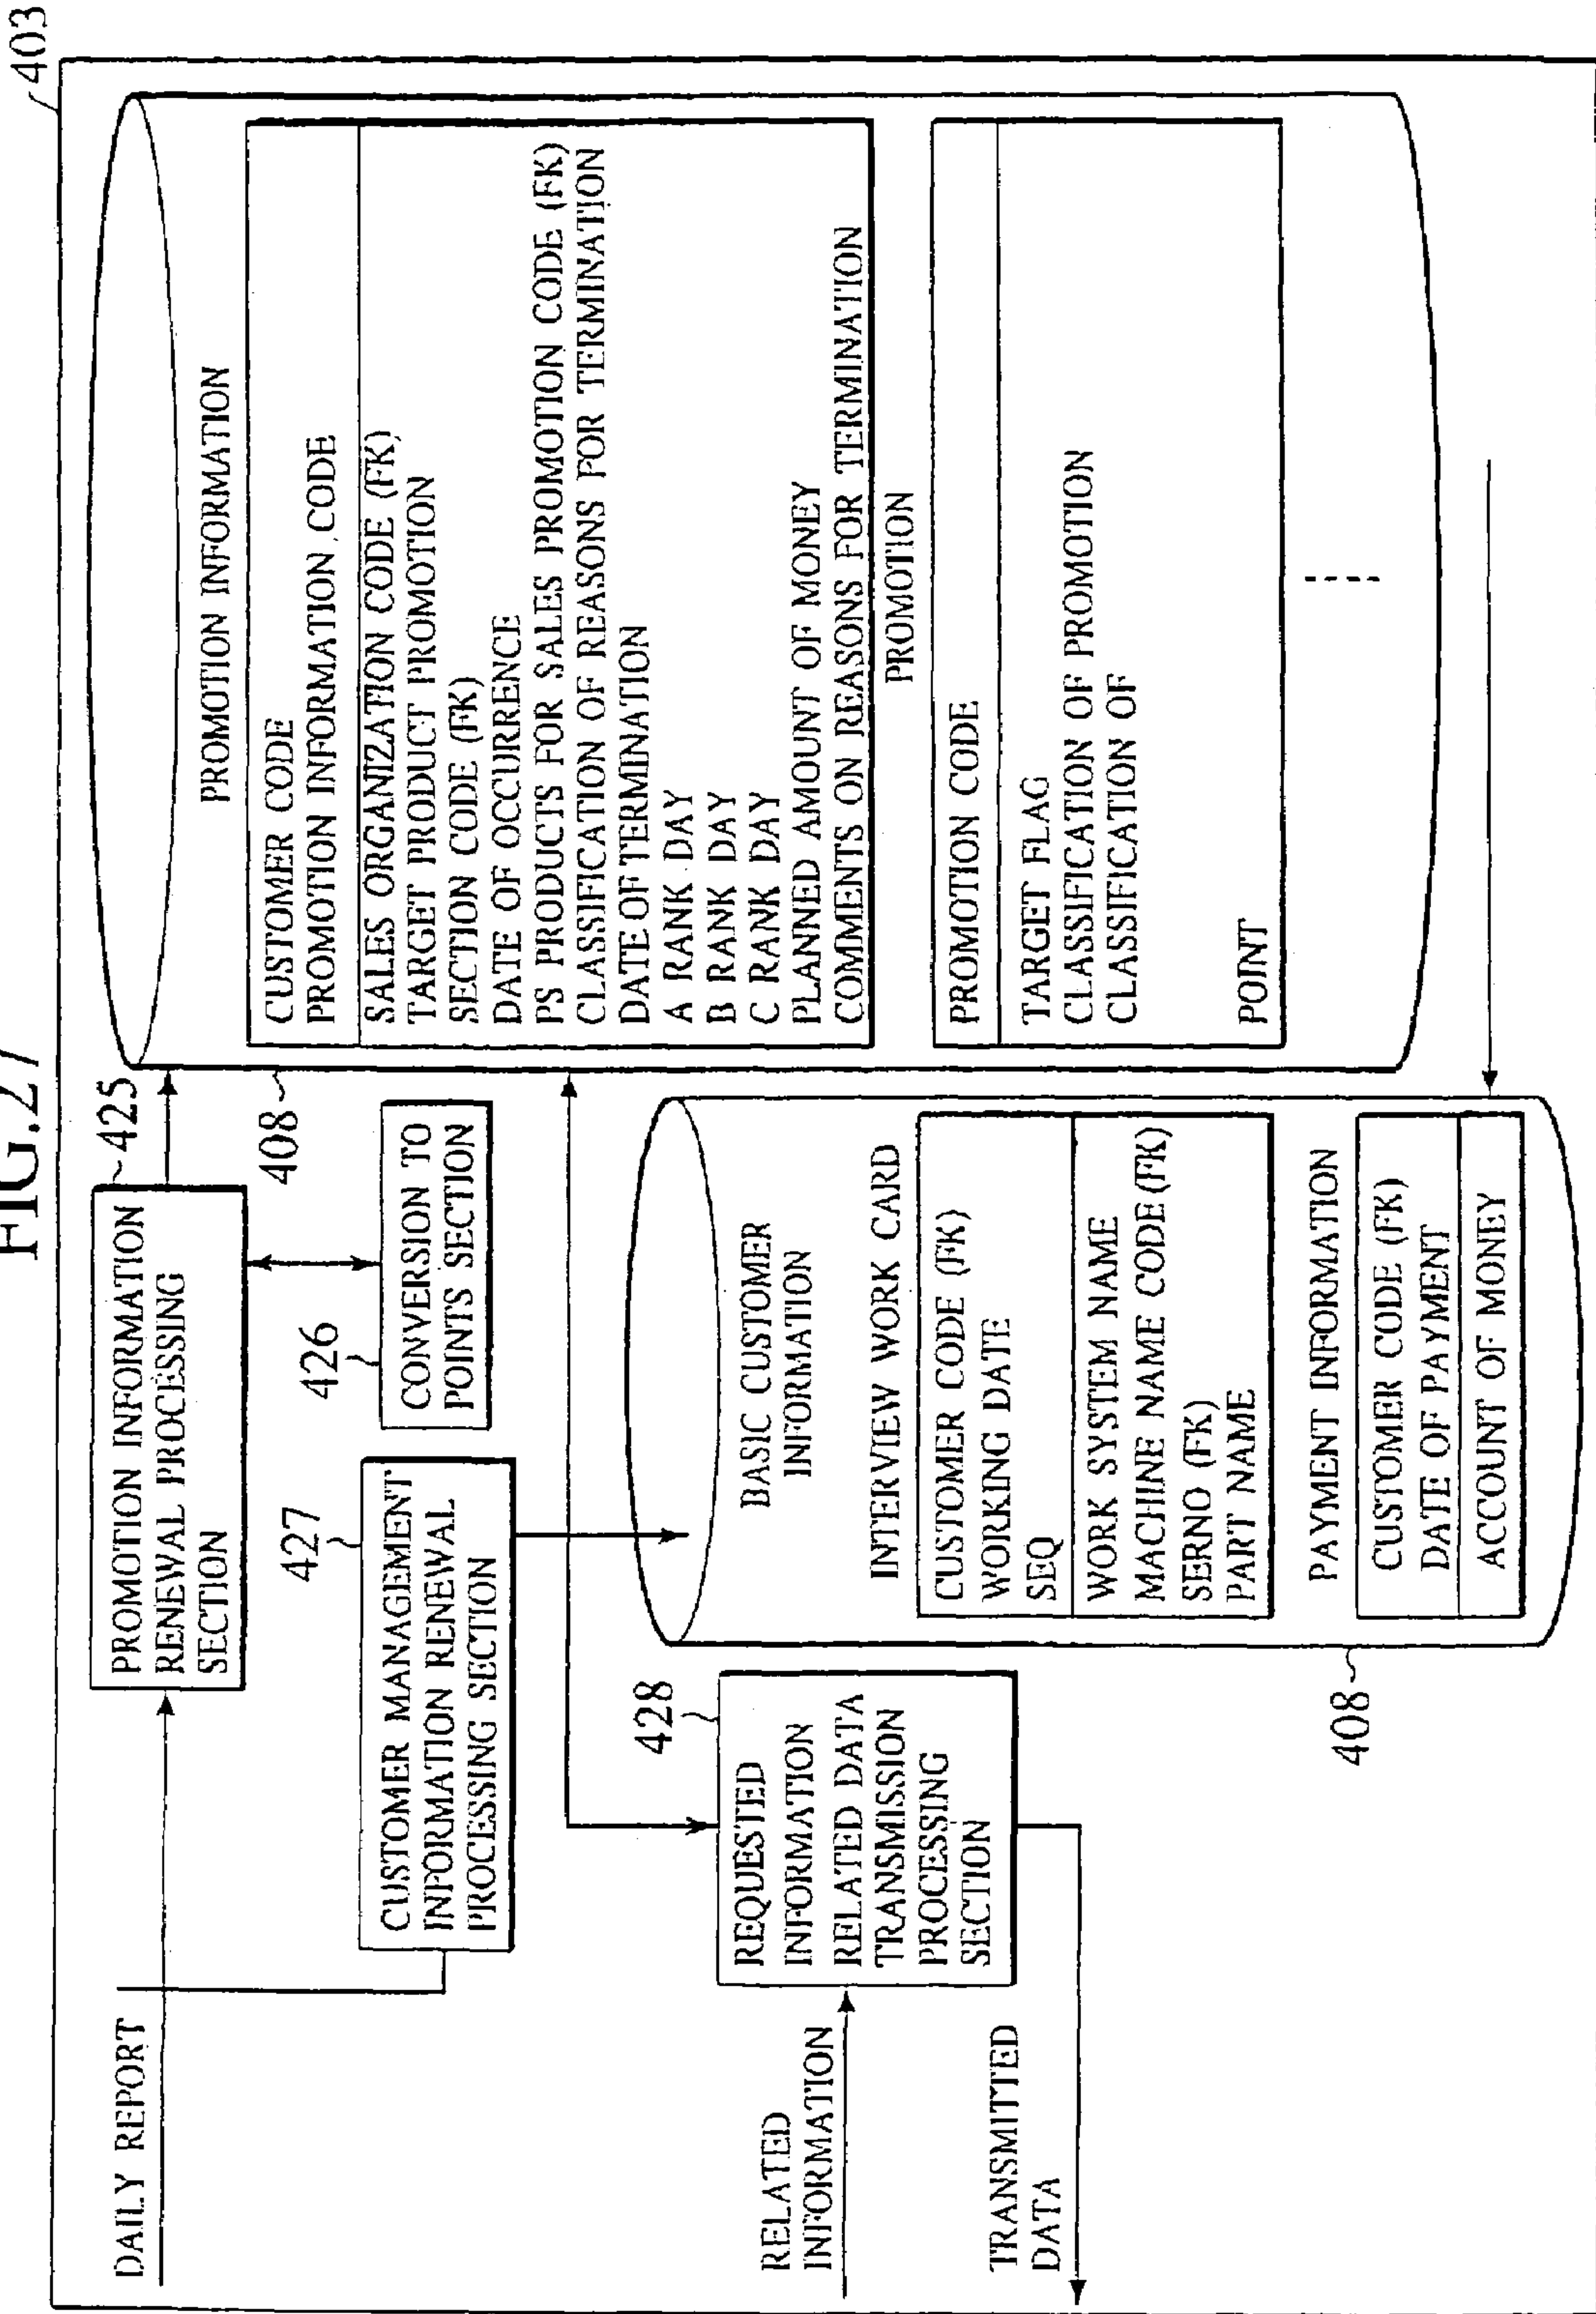 FIG.27
403
DAILY REPORT
PROMOTION INFORMATION
RENEWAL PROCESSING
SECTION
425
408
CONVERSION TO
POINTS SECTION
426
CUSTOMER MANAGEMENT
INFORMATION RENEWAL
PROCESSING SECTION
427
REQUESTED
INFORMATION
RELATED DATA
TRANSMISSION
PROCESSING
SECTION
428
RELATED
INFORMATION
TRANSMITTED
DATA
PROMOTION INFORMATION
CUSTOMER CODE
PROMOTION INFORMATION CODE
SALES ORGANIZATION CODE (FK)
TARGET PRODUCT PROMOTION
SECTION CODE (FK)
DATE OF OCCURRENCE
PS PRODUCTS FOR SALES PROMOTION CODE (FK)
CLASSIFICATION OF REASONS FOR TERMINATION
DATE OF TERMINATION
A RANK DAY
B RANK DAY
C RANK DAY
PLANNED AMOUNT OF MONEY
COMMENTS ON REASONS FOR TERMINATION
PROMOTION
PROMOTION CODE
TARGET FLAG
CLASSIFICATION OF PROMOTION
CLASSIFICATION OF
POINT
BASIC CUSTOMER
INFORMATION
INTERVIEW WORK CARD
CUSTOMER CODE (FK)
WORKING DATE
SEQ
WORK SYSTEM NAME
MACHINE NAME CODE (FK)
SERNO (FK)
PART NAME
PAYMENT INFORMATION
CUSTOMER CODE (FK)
DATE OF PAYMENT
ACCOUNT OF MONEY
408